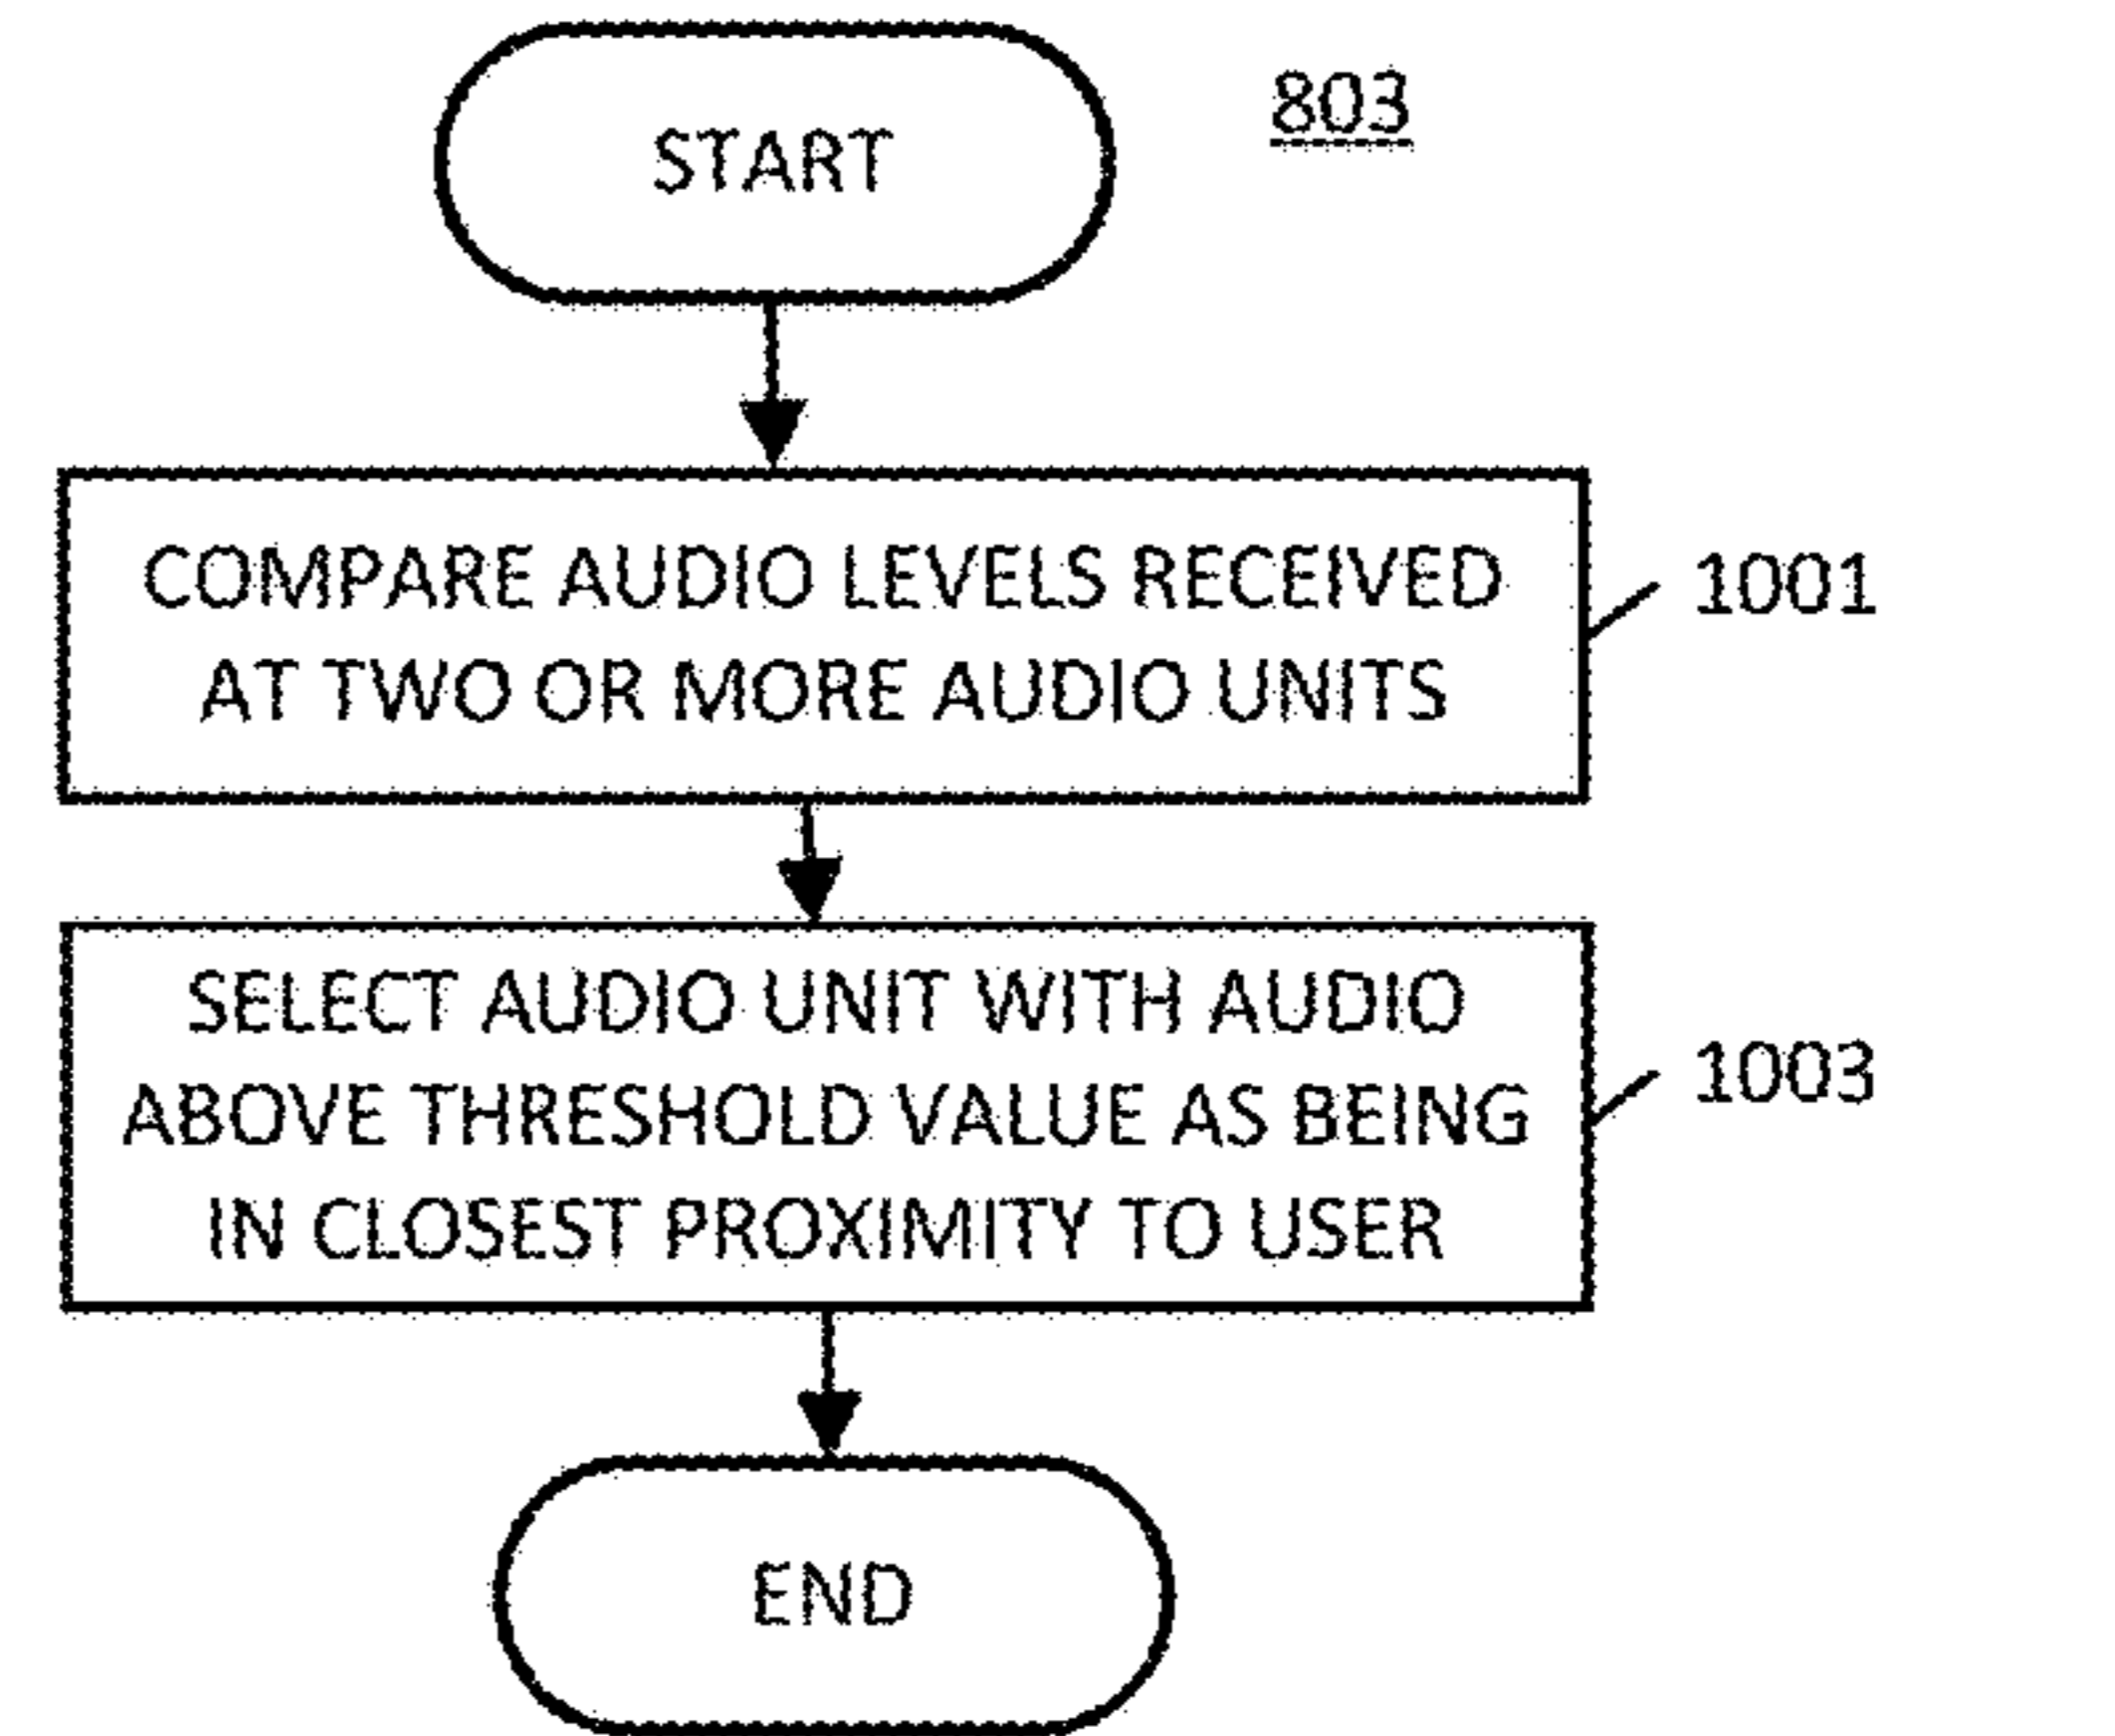 START
803
COMPARE AUDIO LEVELS RECEIVED
AT TWO OR MORE AUDIO UNITS
1001
SELECT AUDIO UNIT WITH AUDIO
ABOVE THRESHOLD VALUE AS BEING
IN CLOSEST PROXIMITY TO USER
1003
END